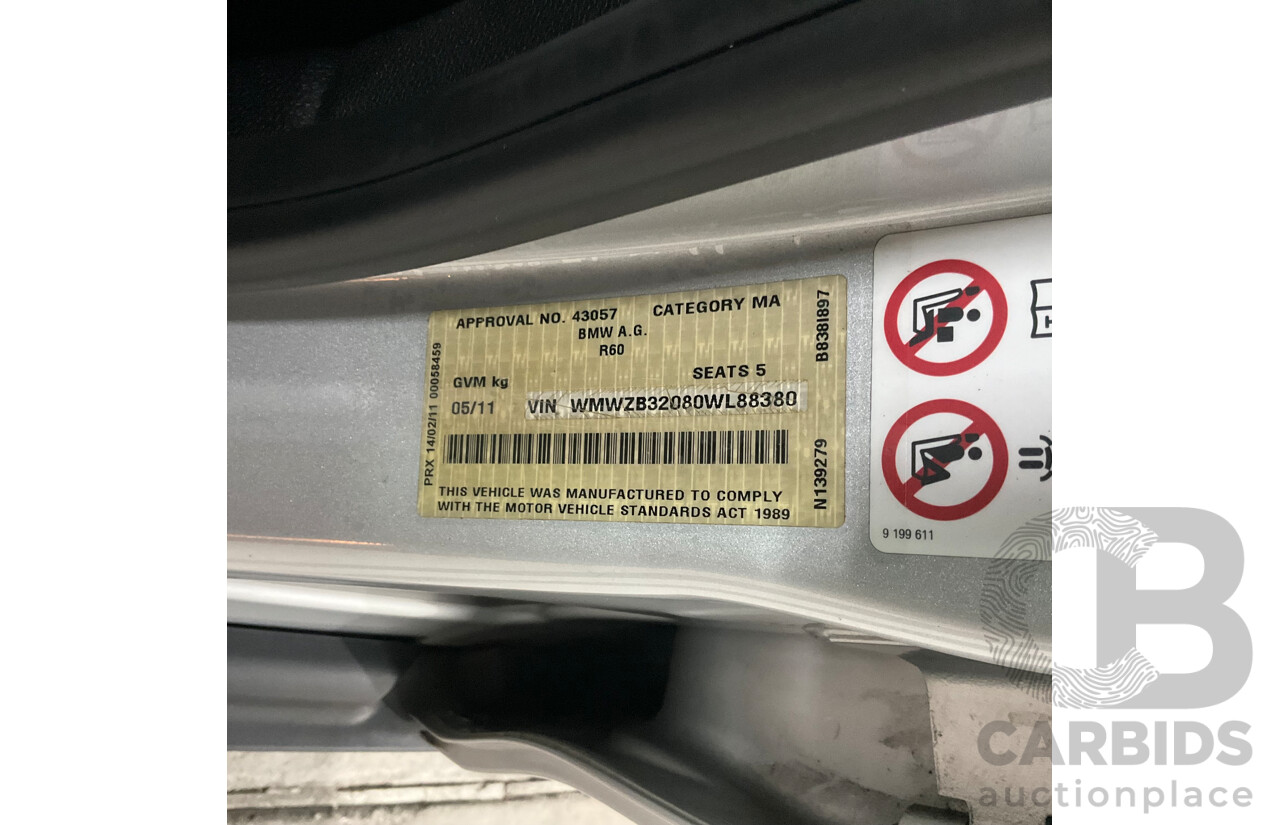 APPROVAL NO. 43057 CATEGORY MA
BMW A.G.
R60
SEATS 5
GVM kg
05/11 VIN WMWZB32080WL88380
THIS VEHICLE WAS MANUFACTURED TO COMPLY
WITH THE MOTOR VEHICLE STANDARDS ACT 1989
PRX 14/02/11 00058459
N139279 B838I897
9 199 611
CB
CARBIDS
auctionplace